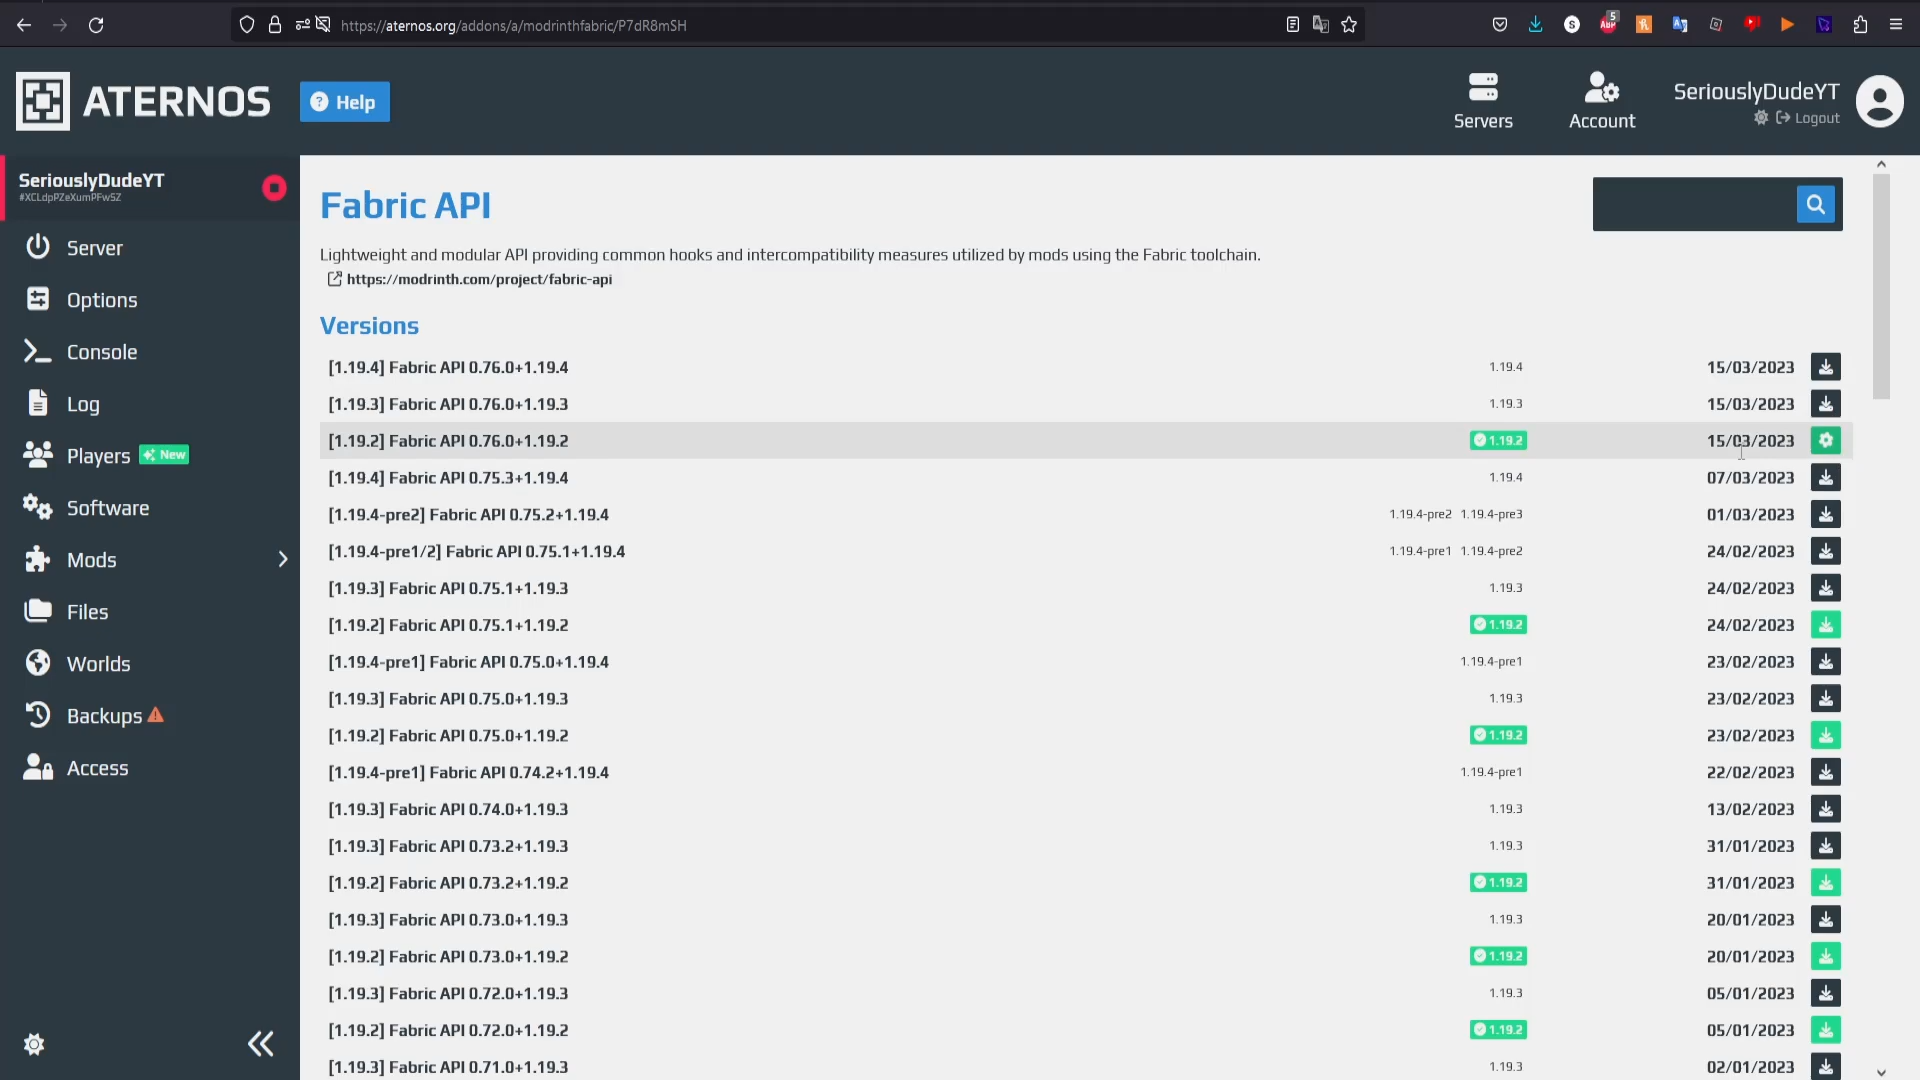 https://aternos.org/addons/a/modrinthfabric/P7dR8mSH
5
ATERNOS
Help
Servers
Account
SeriouslyDudeYT
Logout
SeriouslyDudeYT
#XCLdpPZeXumPFwSZ
Server
Options
Console
Log
Players New
Software
Mods
Files
Worlds
Backups
Access
Fabric API
Lightweight and modular API providing common hooks and intercompatibility measures utilized by mods using the Fabric toolchain.
https://modrinth.com/project/fabric-api
Versions
[1.19.4] Fabric API 0.76.0+1.19.4 1.19.4 15/03/2023
[1.19.3] Fabric API 0.76.0+1.19.3 1.19.3 15/03/2023
[1.19.2] Fabric API 0.76.0+1.19.2 1.19.2 15/03/2023
[1.19.4] Fabric API 0.75.3+1.19.4 1.19.4 07/03/2023
[1.19.4-pre2] Fabric API 0.75.2+1.19.4 1.19.4-pre2 1.19.4-pre3 01/03/2023
[1.19.4-pre1/2] Fabric API 0.75.1+1.19.4 1.19.4-pre1 1.19.4-pre2 24/02/2023
[1.19.3] Fabric API 0.75.1+1.19.3 1.19.3 24/02/2023
[1.19.2] Fabric API 0.75.1+1.19.2 1.19.2 24/02/2023
[1.19.4-pre1] Fabric API 0.75.0+1.19.4 1.19.4-pre1 23/02/2023
[1.19.3] Fabric API 0.75.0+1.19.3 1.19.3 23/02/2023
[1.19.2] Fabric API 0.75.0+1.19.2 1.19.2 23/02/2023
[1.19.4-pre1] Fabric API 0.74.2+1.19.4 1.19.4-pre1 22/02/2023
[1.19.3] Fabric API 0.74.0+1.19.3 1.19.3 13/02/2023
[1.19.3] Fabric API 0.73.2+1.19.3 1.19.3 31/01/2023
[1.19.2] Fabric API 0.73.2+1.19.2 1.19.2 31/01/2023
[1.19.3] Fabric API 0.73.0+1.19.3 1.19.3 20/01/2023
[1.19.2] Fabric API 0.73.0+1.19.2 1.19.2 20/01/2023
[1.19.3] Fabric API 0.72.0+1.19.3 1.19.3 05/01/2023
[1.19.2] Fabric API 0.72.0+1.19.2 1.19.2 05/01/2023
[1.19.3] Fabric API 0.71.0+1.19.3 1.19.3 02/01/2023